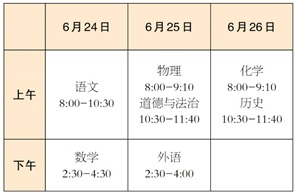 6月24日 6月25日 6月26日
上午
语文
8:00-10:30
物理
8:00-9:10
道德与法治
10:30-11:40
化学
8:00-9:10
历史
10:30-11:40
下午
数学
2:30-4:30
外语
2:30-4:00